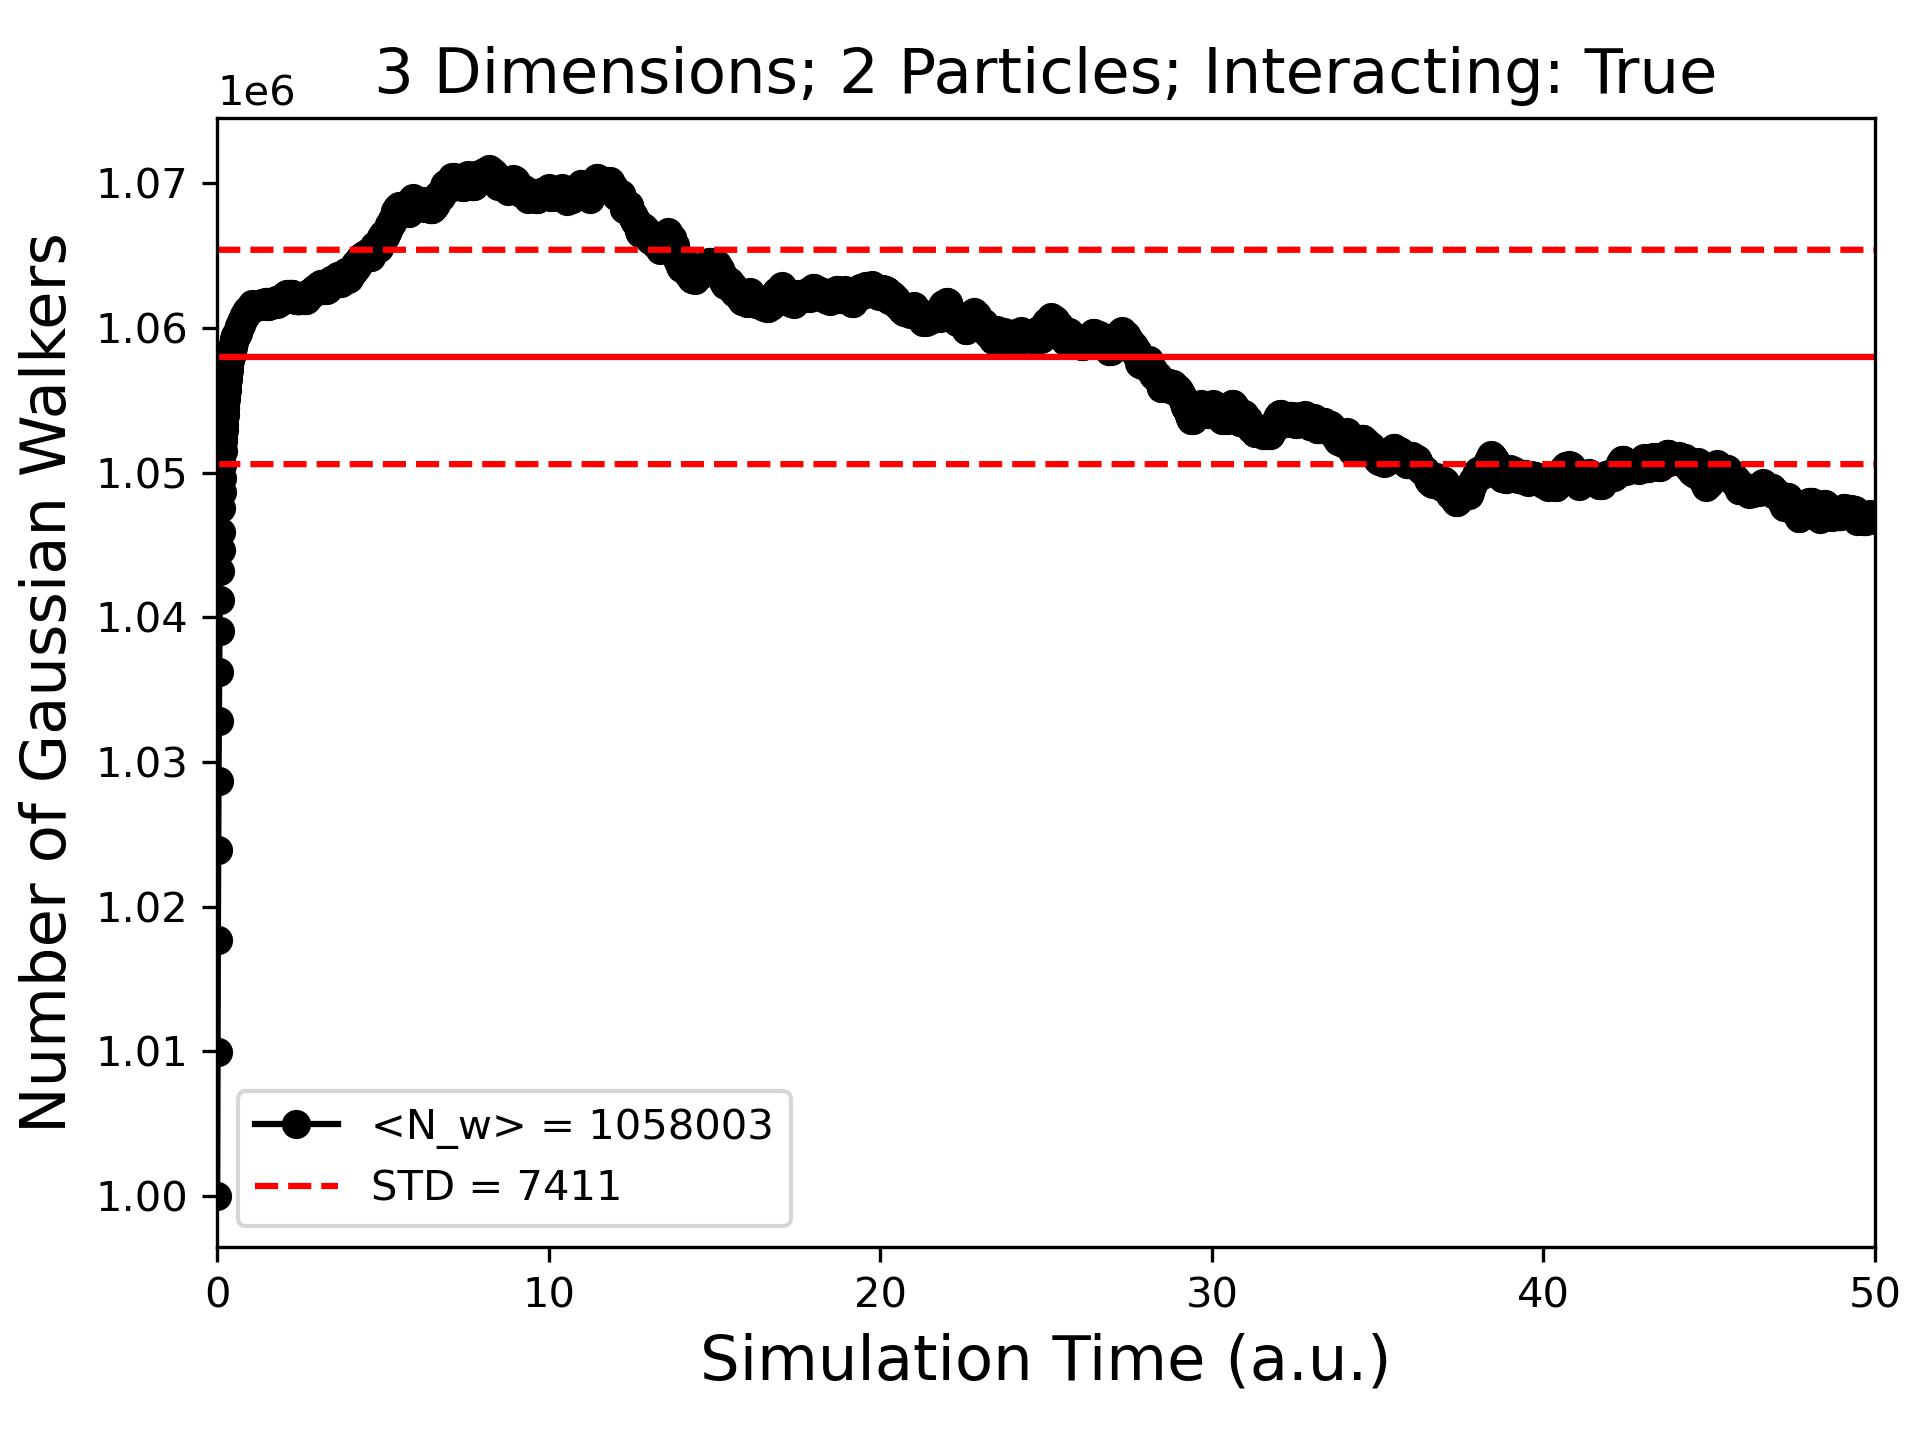 3 Dimensions; 2 Particles; Interacting: True
1e6
1.07
1.06
1.05
1.04
1.03
1.02
1.01
1.00
Number of Gaussian Walkers
<N_w> = 1058003
STD = 7411
0 10 20 30 40 50
Simulation Time (a.u.)